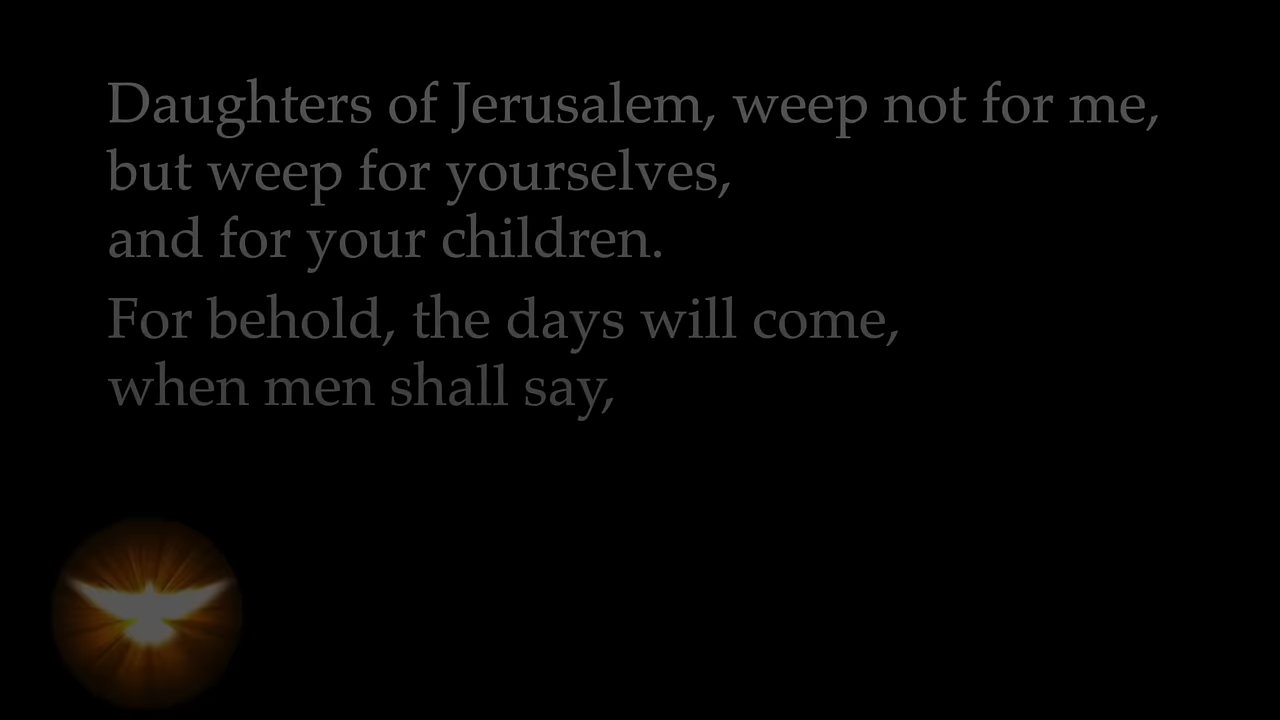 Daughters of Jerusalem, weep not for me,
but weep for yourselves,
and for your children.
For behold, the days will come,
when men shall say,